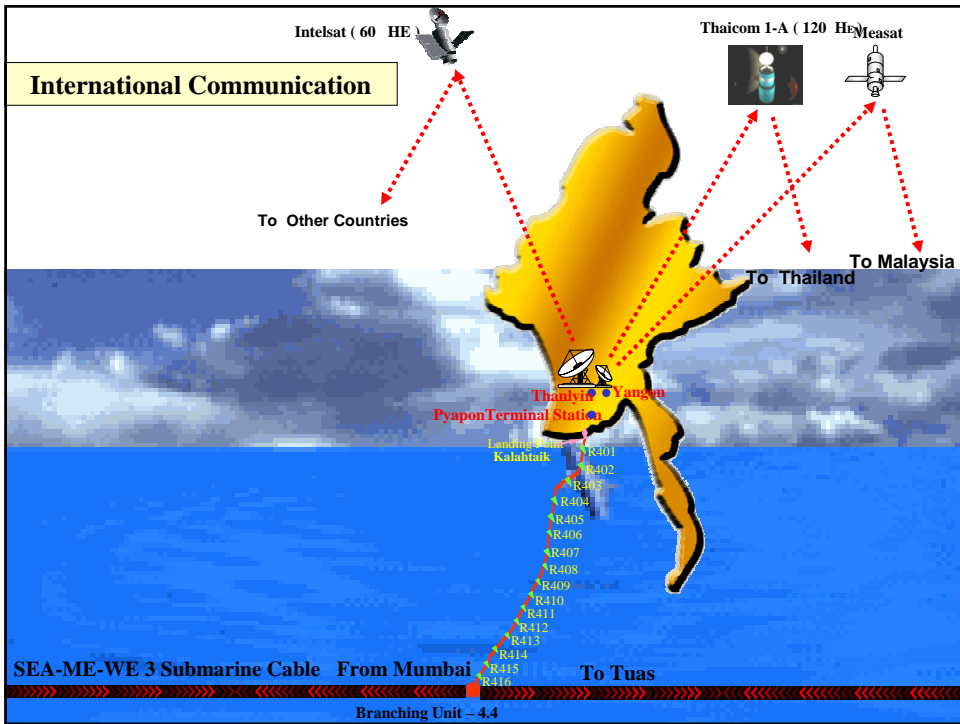 Intelsat ( 60   HE )
Thaicom 1-A ( 120  HE)
Measat
International Communication
To  Other Countries
To Malaysia
To  Thailand
Thanlyin
Yangon
PyaponTerminal Station
Landing Point
Kalahtaik
R401
R402
R403
R404
R405
R406
R407
R408
R409
R410
R411
R412
R413
R414
R415
R416
SEA-ME-WE 3 Submarine Cable   From Mumbai
To Tuas
Branching Unit – 4.4